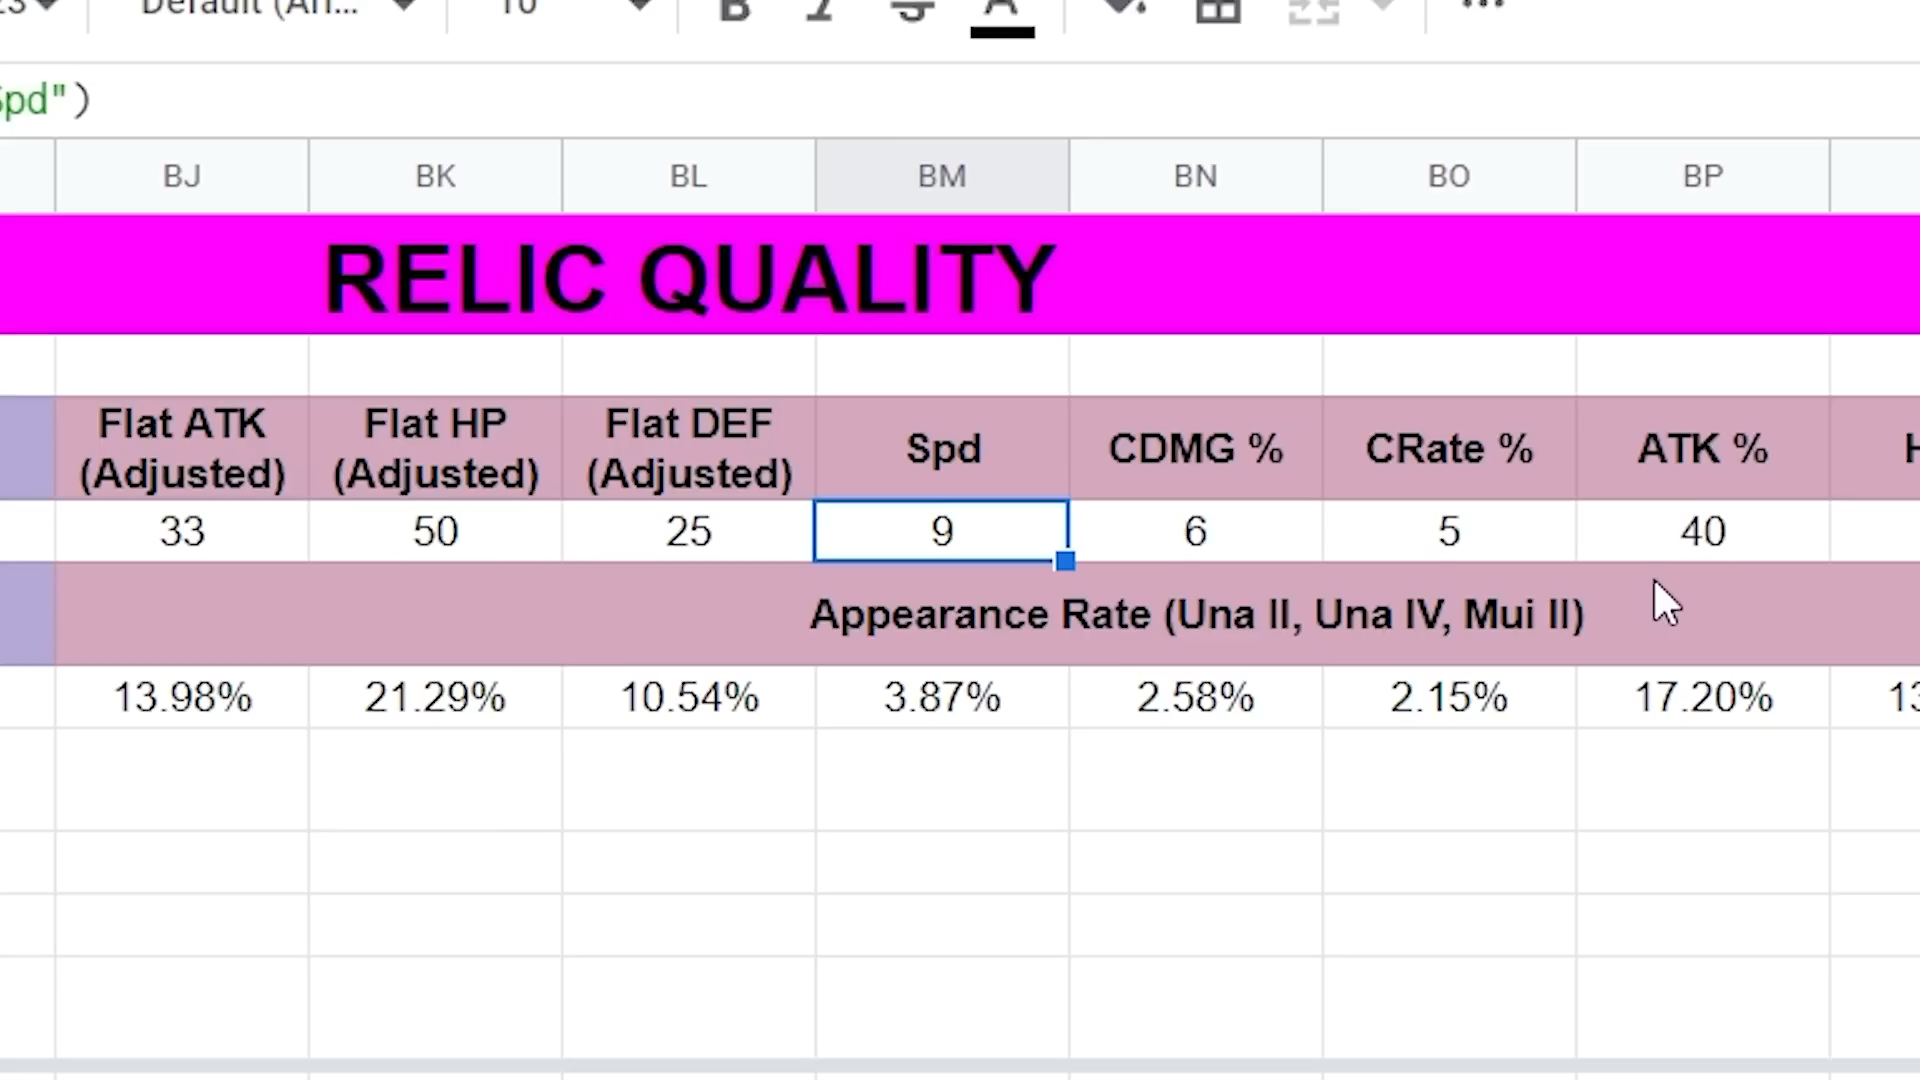 10
pd")
BJ BK BL BM BN BO BP
RELIC QUALITY
Flat ATK (Adjusted) Flat HP (Adjusted) Flat DEF (Adjusted) Spd CDMG % CRate % ATK %
33 50 25 9 6 5 40
Appearance Rate (Una II, Una IV, Mui II)
13.98% 21.29% 10.54% 3.87% 2.58% 2.15% 17.20%